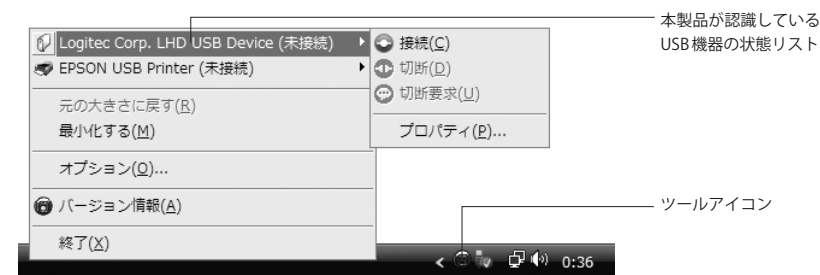 本製品が認識している
USB機器の状態リスト
Logitec Corp. LHD USB Device (未接続)
EPSON USB Printer (未接続)
元の大きさに戻す(R)
最小化する(M)
オプション(O)...
バージョン情報(A)
終了(X)
接続(C)
切断(D)
切断要求(U)
プロパティ(P)...
ツールアイコン
0:36